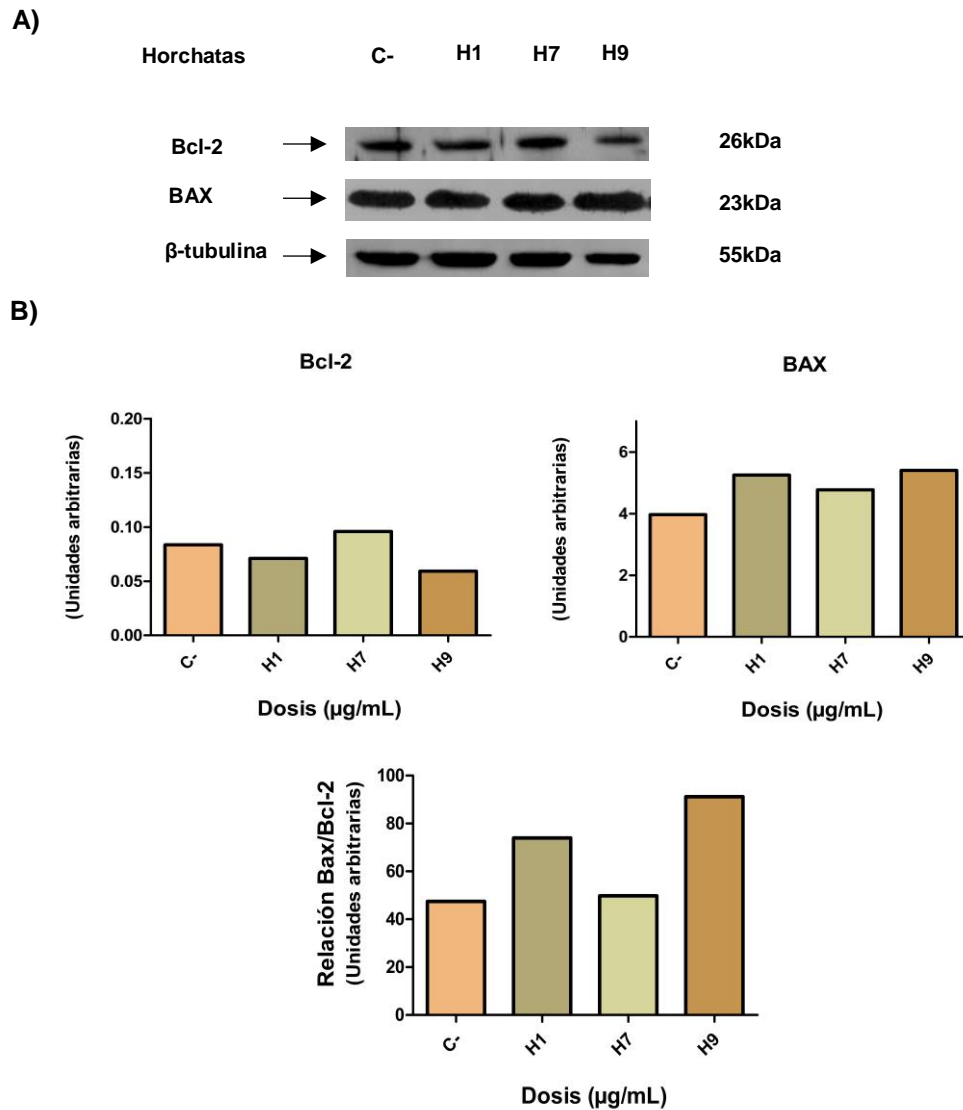 A)
Horchatas C- H1 H7 H9
Bcl-2 26kDa
BAX 23kDa
β-tubulina 55kDa
B)
Bcl-2
(Unidades arbitrarias)
0.20
0.15
0.10
0.05
0.00
C- H1 H7 H9
Dosis (µg/mL)
BAX
(Unidades arbitrarias)
6
4
2
0
C- H1 H7 H9
Dosis (µg/mL)
Relación Bax/Bcl-2
(Unidades arbitrarias)
100
80
60
40
20
0
C- H1 H7 H9
Dosis (µg/mL)